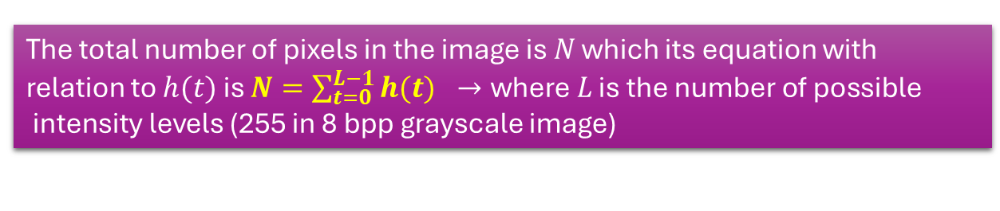 The total number of pixels in the image is N which its equation with
relation to h(t) is N = ∑_{t=0}^{L−1} h(t) → where L is the number of possible
intensity levels (255 in 8 bpp grayscale image)